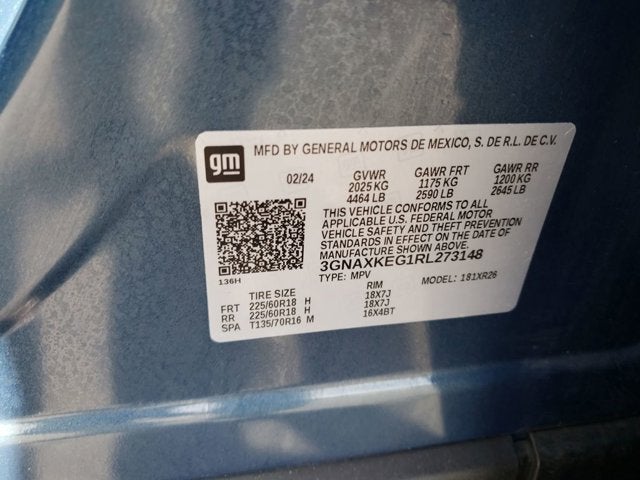 gm
MFD BY GENERAL MOTORS DE MEXICO, S. DE R.L. DE C.V.
02/24 GVWR GAWR FRT GAWR RR
2025 KG 1175 KG 1200 KG
4464 LB 2590 LB 2645 LB
THIS VEHICLE CONFORMS TO ALL
APPLICABLE U.S. FEDERAL MOTOR
VEHICLE SAFETY AND THEFT PREVENTION
STANDARDS IN EFFECT ON THE DATE OF
MANUFACTURE SHOWN ABOVE.
3GNAXKEG1RL273148
136H TYPE: MPV MODEL: 181XR26
TIRE SIZE RIM
FRT 225/60R18 H 18X7J
RR 225/60R18 H 18X7J
SPA T135/70R16 M 16X4BT